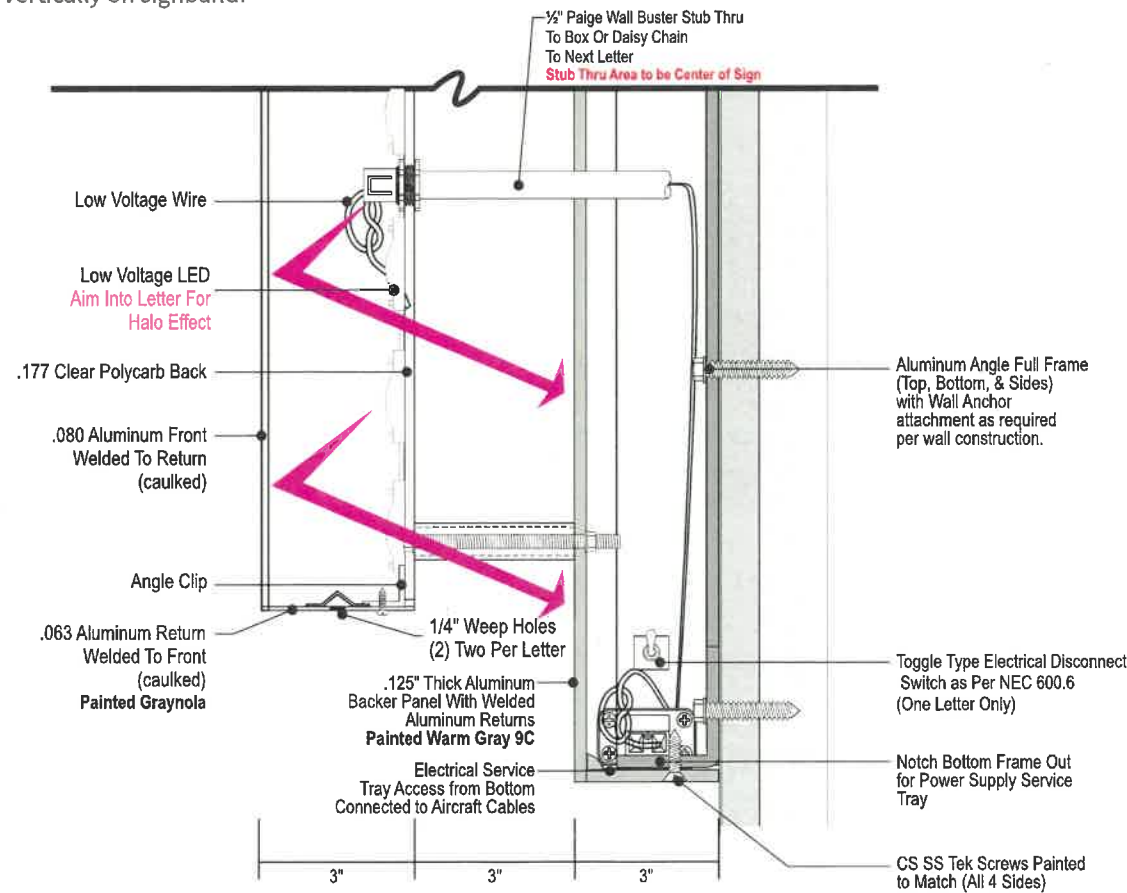 vertically on signband.
½" Paige Wall Buster Stub Thru
To Box Or Daisy Chain
To Next Letter
Stub Thru Area to be Center of Sign
Low Voltage Wire
Low Voltage LED
Aim Into Letter For
Halo Effect
.177 Clear Polycarb Back
.080 Aluminum Front
Welded To Return
(caulked)
Angle Clip
.063 Aluminum Return
Welded To Front
(caulked)
Painted Graynola
1/4" Weep Holes
(2) Two Per Letter
.125" Thick Aluminum
Backer Panel With Welded
Aluminum Returns
Painted Warm Gray 9C
Electrical Service
Tray Access from Bottom
Connected to Aircraft Cables
Aluminum Angle Full Frame
(Top, Bottom, & Sides)
with Wall Anchor
attachment as required
per wall construction.
Toggle Type Electrical Disconnect
Switch as Per NEC 600.6
(One Letter Only)
Notch Bottom Frame Out
for Power Supply Service
Tray
CS SS Tek Screws Painted
to Match (All 4 Sides)
3"
3"
3"